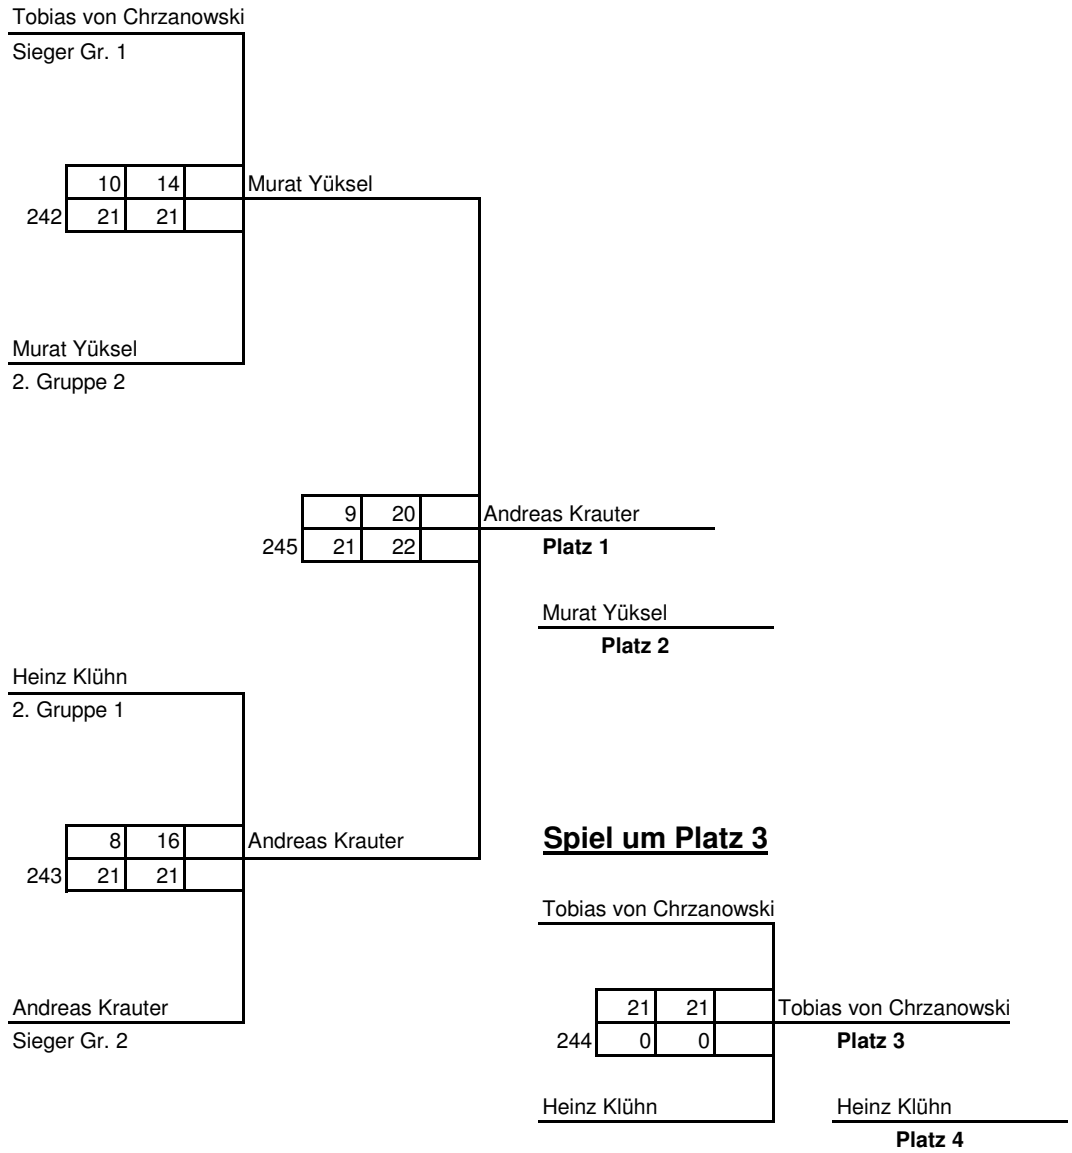 Tobias von Chrzanowski
Sieger Gr. 1
10 14 Murat Yüksel
242 21 21
Murat Yüksel
2. Gruppe 2
9 20 Andreas Krauter
245 21 22 Platz 1
Murat Yüksel
Platz 2
Heinz Klühn
2. Gruppe 1
8 16 Andreas Krauter
243 21 21
Andreas Krauter
Sieger Gr. 2
Spiel um Platz 3
Tobias von Chrzanowski
21 21 Tobias von Chrzanowski
244 0 0 Platz 3
Heinz Klühn
Heinz Klühn
Platz 4